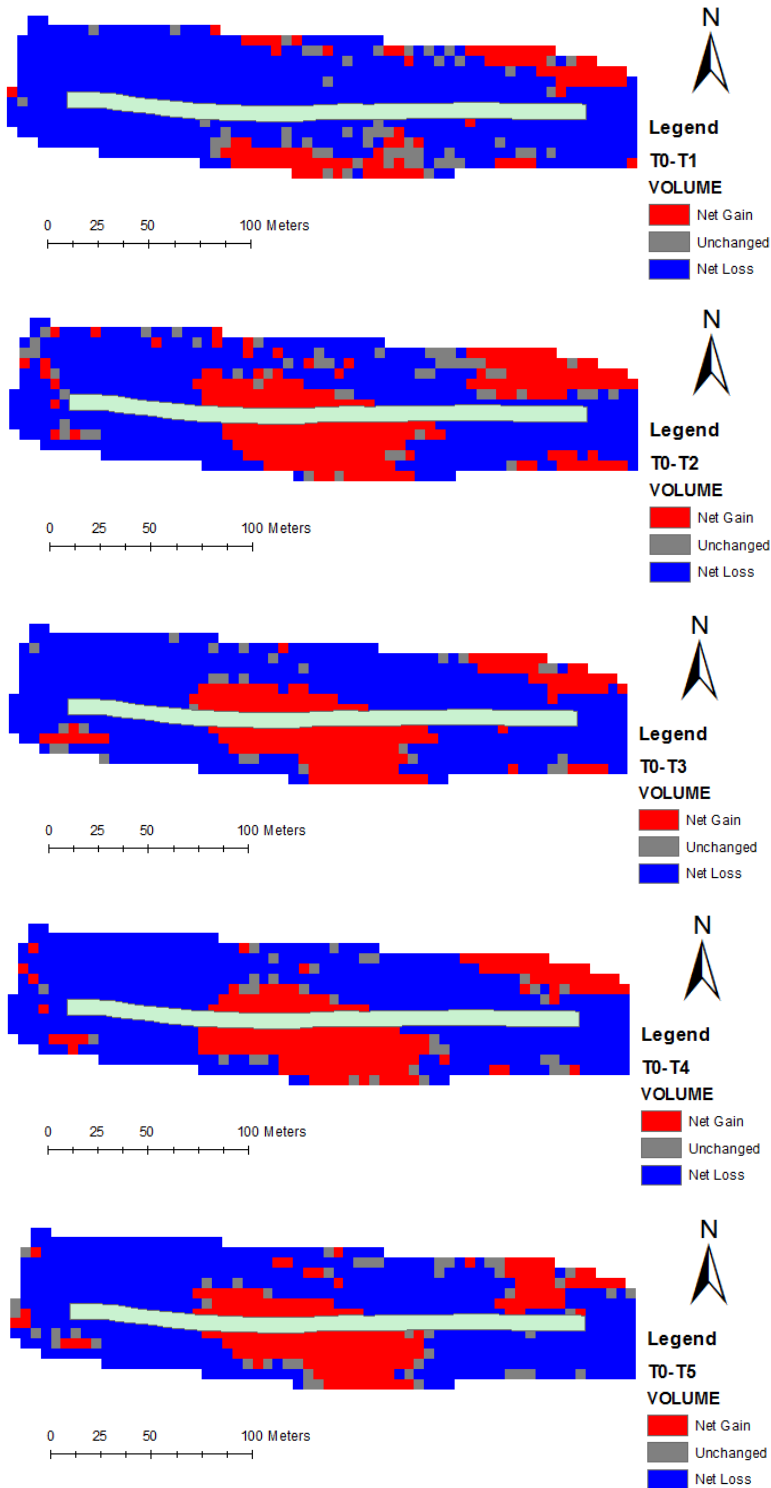 N
Legend
T0-T1
VOLUME
Net Gain
Unchanged
Net Loss
0 25 50 100 Meters
N
Legend
T0-T2
VOLUME
Net Gain
Unchanged
Net Loss
0 25 50 100 Meters
N
Legend
T0-T3
VOLUME
Net Gain
Unchanged
Net Loss
0 25 50 100 Meters
N
Legend
T0-T4
VOLUME
Net Gain
Unchanged
Net Loss
0 25 50 100 Meters
N
Legend
T0-T5
VOLUME
Net Gain
Unchanged
Net Loss
0 25 50 100 Meters